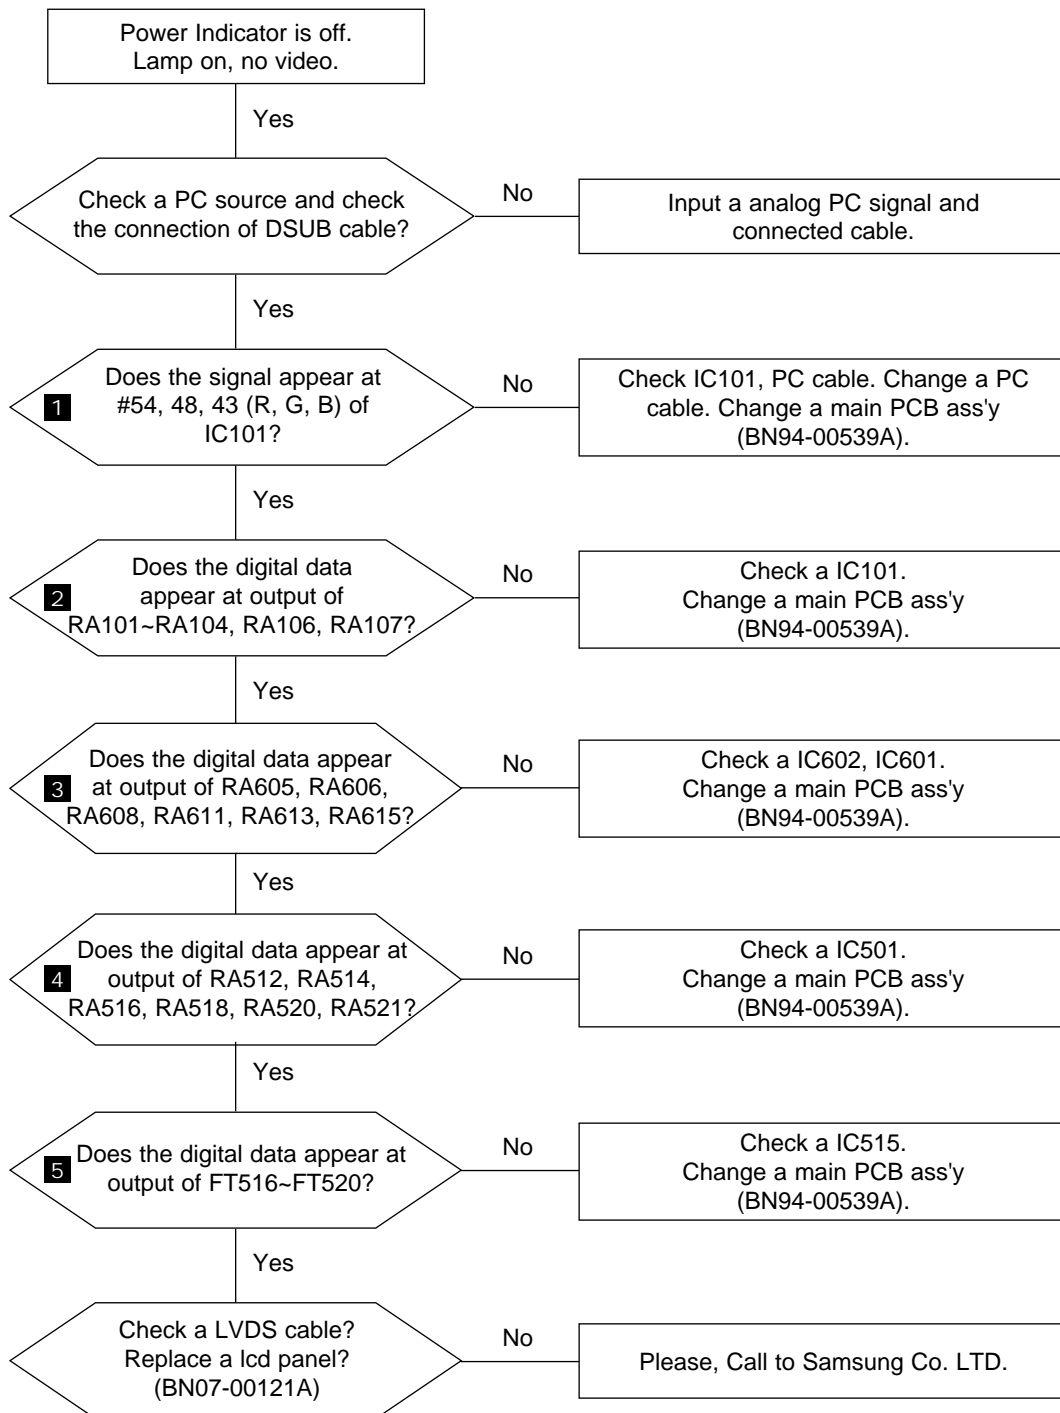 Power Indicator is off.
Lamp on, no video.
Yes
Check a PC source and check
the connection of DSUB cable?
No
Input a analog PC signal and
connected cable.
Yes
1
Does the signal appear at
#54, 48, 43 (R, G, B) of
IC101?
No
Check IC101, PC cable. Change a PC
cable. Change a main PCB ass'y
(BN94-00539A).
Yes
2
Does the digital data
appear at output of
RA101~RA104, RA106, RA107?
No
Check a IC101.
Change a main PCB ass'y
(BN94-00539A).
Yes
3
Does the digital data appear
at output of RA605, RA606,
RA608, RA611, RA613, RA615?
No
Check a IC602, IC601.
Change a main PCB ass'y
(BN94-00539A).
Yes
4
Does the digital data appear at
output of RA512, RA514,
RA516, RA518, RA520, RA521?
No
Check a IC501.
Change a main PCB ass'y
(BN94-00539A).
Yes
5
Does the digital data appear at
output of FT516~FT520?
No
Check a IC515.
Change a main PCB ass'y
(BN94-00539A).
Yes
Check a LVDS cable?
Replace a lcd panel?
(BN07-00121A)
No
Please, Call to Samsung Co. LTD.